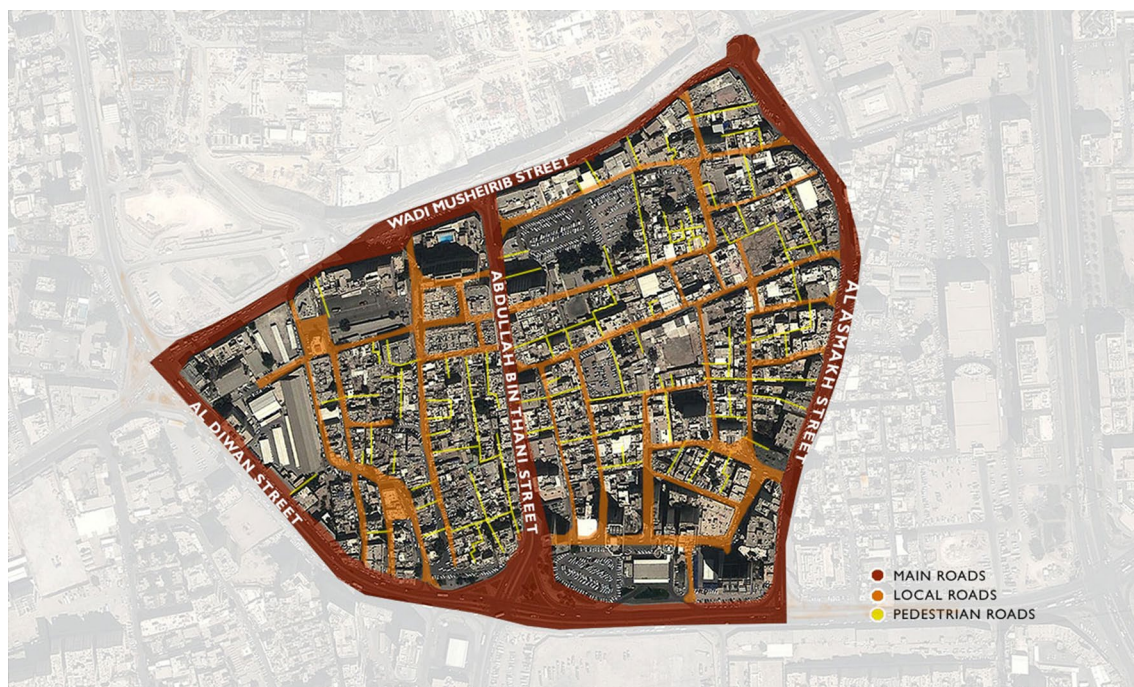 WADI MUSHEIRIB STREET
ABDULLAH BIN THANI STREET
AL ASMAKH STREET
AL DIWAN STREET
MAIN ROADS
LOCAL ROADS
PEDESTRIAN ROADS